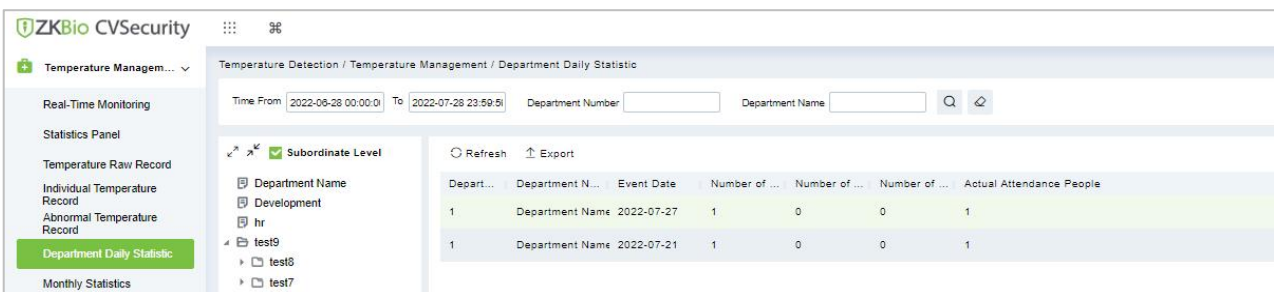 ZKBio CVSecurity
Temperature Managem...
Real-Time Monitoring
Statistics Panel
Temperature Raw Record
Individual Temperature
Record
Abnormal Temperature
Record
Department Daily Statistic
Monthly Statistics
Temperature Detection / Temperature Management / Department Daily Statistic
Time From 2022-06-28 00:00:0 To 2022-07-28 23:59:5 Department Number Department Name
Subordinate Level
Department Name
Development
hr
test9
test8
test7
Refresh Export
Depart... Department N... Event Date Number of ... Number of ... Number of ... Actual Attendance People
1 Department Name 2022-07-27 1 0 0 1
1 Department Name 2022-07-21 1 0 0 1